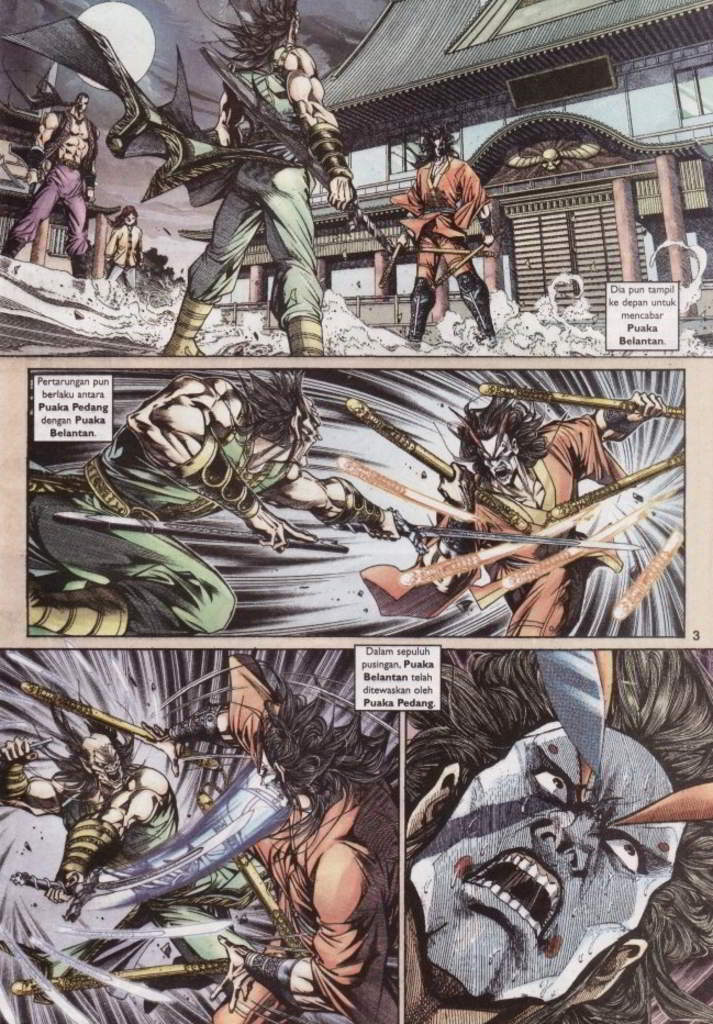 Dia pun tampil
ke depan untuk
mencabar
Puaka
Belantan.
Pertarungan pun
berlaku antara
Puaka Pedang
dengan Puaka
Belantan.
3
Dalam sepuluh
pusingan, Puaka
Belantan telah
ditewaskan oleh
Puaka Pedang.